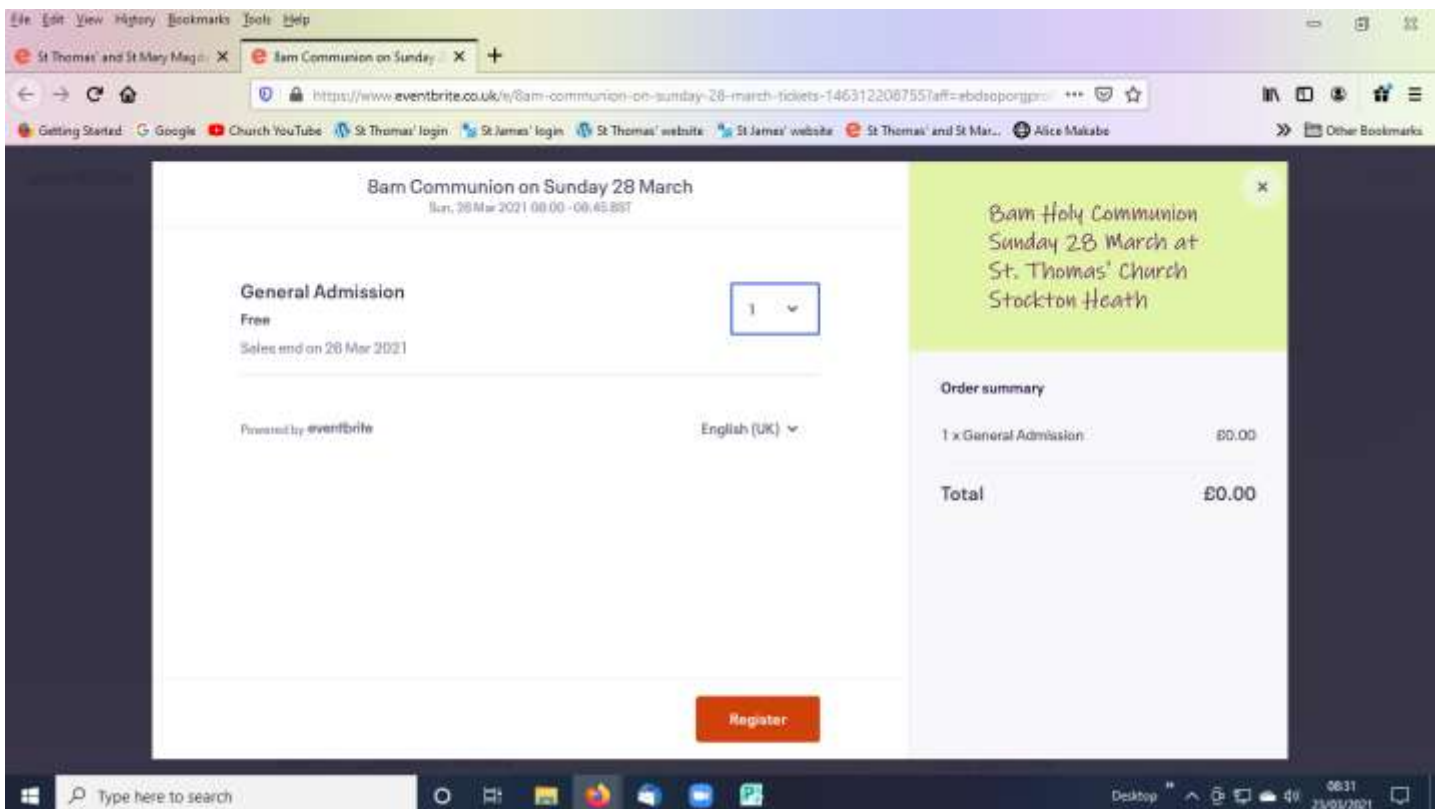 File Edit View History Bookmarks Tools Help
St Thomas' and St Mary Magd
8am Communion on Sunday
https://www.eventbrite.co.uk/e/8am-communion-on-sunday-28-march-tickets-146312208755?aff=ebdsoporgpro
Getting Started Google Church YouTube St Thomas' login St James' login St Thomas' website St James' website St Thomas' and St Mar... Alice Makabe Other Bookmarks
8am Communion on Sunday 28 March
Sun, 28 Mar 2021 08:00 - 08:45 BST
General Admission
1
Free
Sales end on 28 Mar 2021
Powered by eventbrite
English (UK)
Register
8am Holy Communion
Sunday 28 March at
St. Thomas' Church
Stockton Heath
Order summary
1 x General Admission £0.00
Total £0.00
Type here to search
Desktop
08:31